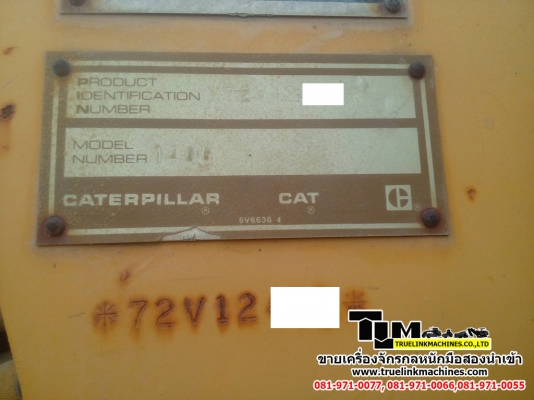 PRODUCT
IDENTIFICATION
NUMBER
MODEL
NUMBER
CATERPILLAR ® CAT ® C
9V6636 4
TLM
TRUELINKMACHINES.CO.,LTD
ขายเครื่องจักรกลหนักมือสองนำเข้า
www.truelinkmachines.com
081-971-0077, 081-971-0066,081-971-0055